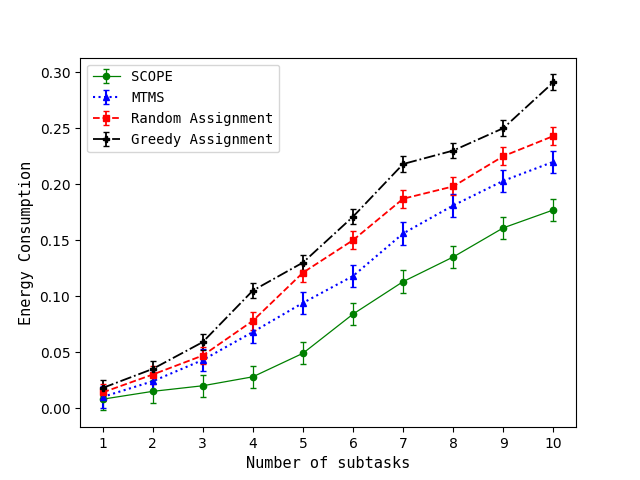 SCOPE
MTMS
Random Assignment
Greedy Assignment
Energy Consumption
0.30
0.25
0.20
0.15
0.10
0.05
0.00
1 2 3 4 5 6 7 8 9 10
Number of subtasks